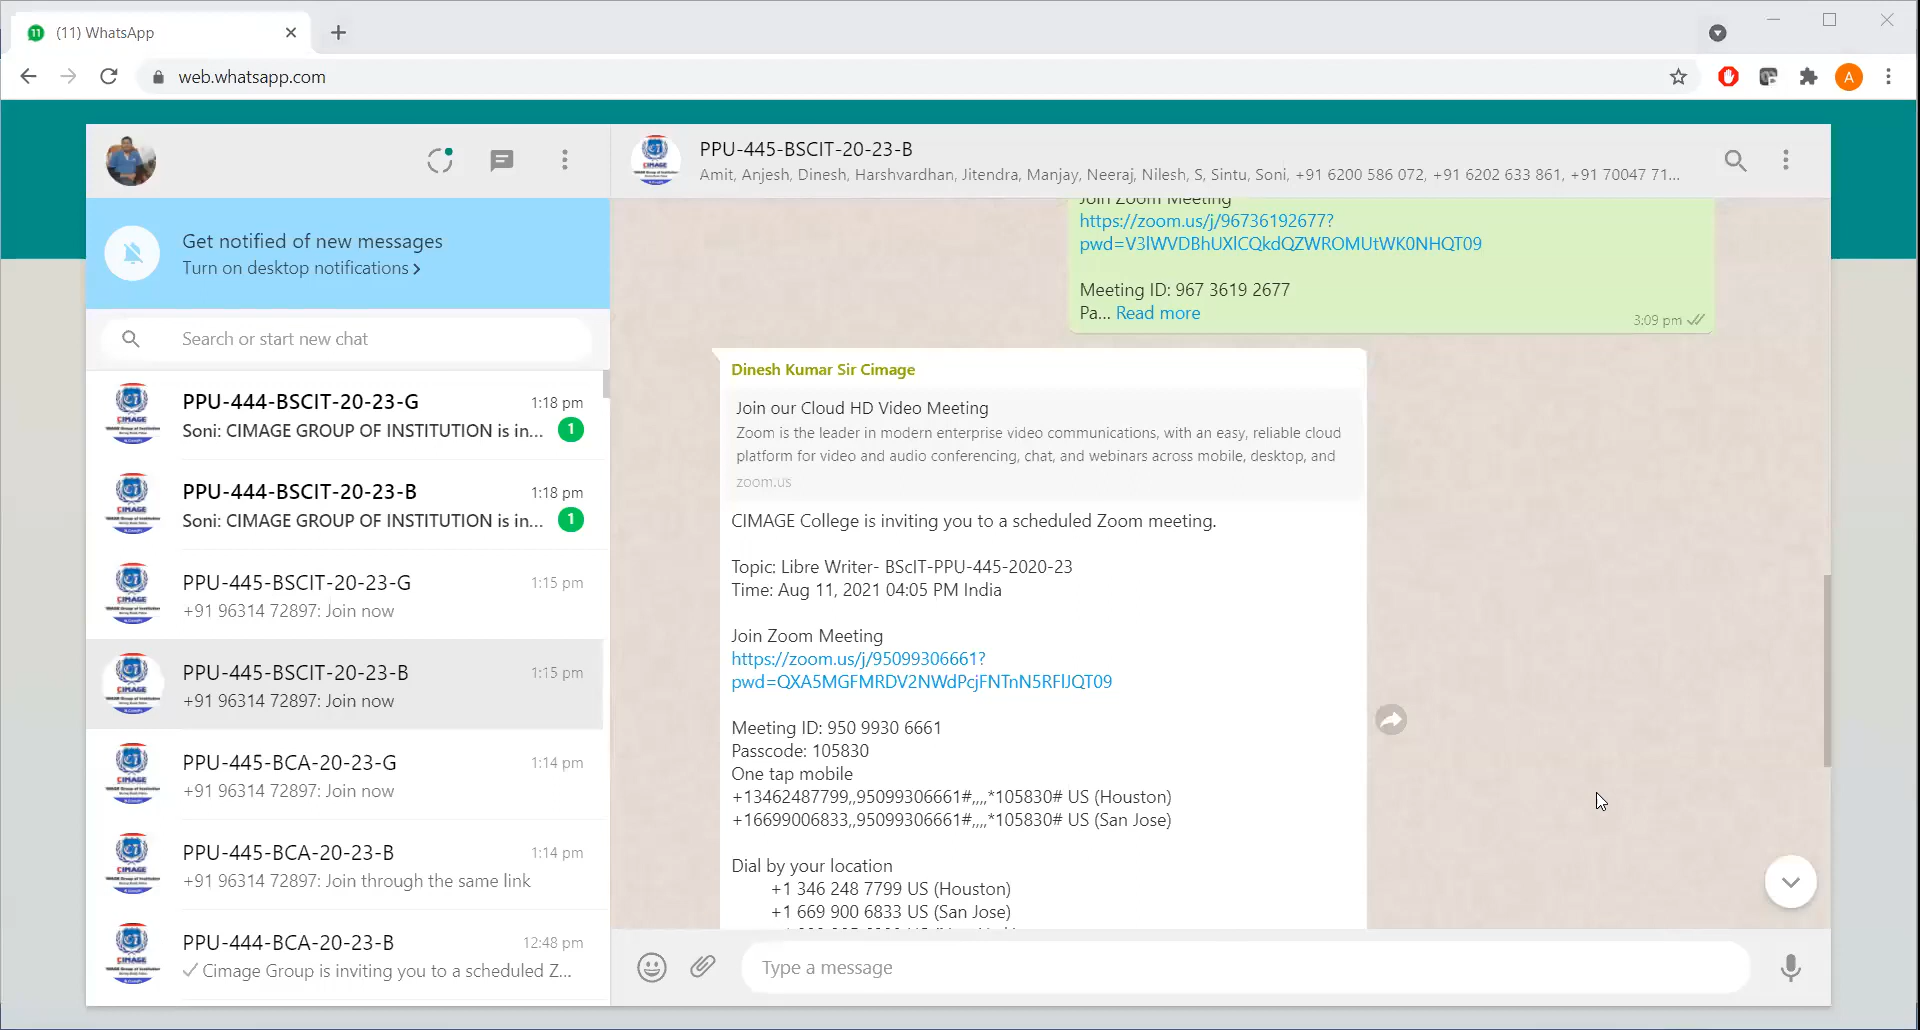 11
(11) WhatsApp
web.whatsapp.com
A
PPU-445-BSCIT-20-23-B
Amit, Anjesh, Dinesh, Harshvardhan, Jitendra, Manjay, Neeraj, Nilesh, S, Sintu, Soni, +91 6200 586 072, +91 6202 633 861, +91 70047 71...
Get notified of new messages
Turn on desktop notifications
Search or start new chat
PPU-444-BSCIT-20-23-G
1:18 pm
Soni: CIMAGE GROUP OF INSTITUTION is in...
1
PPU-444-BSCIT-20-23-B
1:18 pm
Soni: CIMAGE GROUP OF INSTITUTION is in...
1
PPU-445-BSCIT-20-23-G
1:15 pm
+91 96314 72897: Join now
PPU-445-BSCIT-20-23-B
1:15 pm
+91 96314 72897: Join now
PPU-445-BCA-20-23-G
1:14 pm
+91 96314 72897: Join now
PPU-445-BCA-20-23-B
1:14 pm
+91 96314 72897: Join through the same link
PPU-444-BCA-20-23-B
12:48 pm
Cimage Group is inviting you to a scheduled Z...
Join Zoom Meeting
https://zoom.us/j/96736192677?
pwd=V3lWVDBhUXlCQkdQZWROMUtWK0NHQT09
Meeting ID: 967 3619 2677
Pa... Read more
3:09 pm
Dinesh Kumar Sir Cimage
Join our Cloud HD Video Meeting
Zoom is the leader in modern enterprise video communications, with an easy, reliable cloud
platform for video and audio conferencing, chat, and webinars across mobile, desktop, and
zoom.us
CIMAGE College is inviting you to a scheduled Zoom meeting.
Topic: Libre Writer- BScIT-PPU-445-2020-23
Time: Aug 11, 2021 04:05 PM India
Join Zoom Meeting
https://zoom.us/j/95099306661?
pwd=QXA5MGFMRDV2NWdPcjFNTnN5RFlJQT09
Meeting ID: 950 9930 6661
Passcode: 105830
One tap mobile
+13462487799,,95099306661#,,,,*105830# US (Houston)
+16699006833,,95099306661#,,,,*105830# US (San Jose)
Dial by your location
+1 346 248 7799 US (Houston)
+1 669 900 6833 US (San Jose)
Type a message